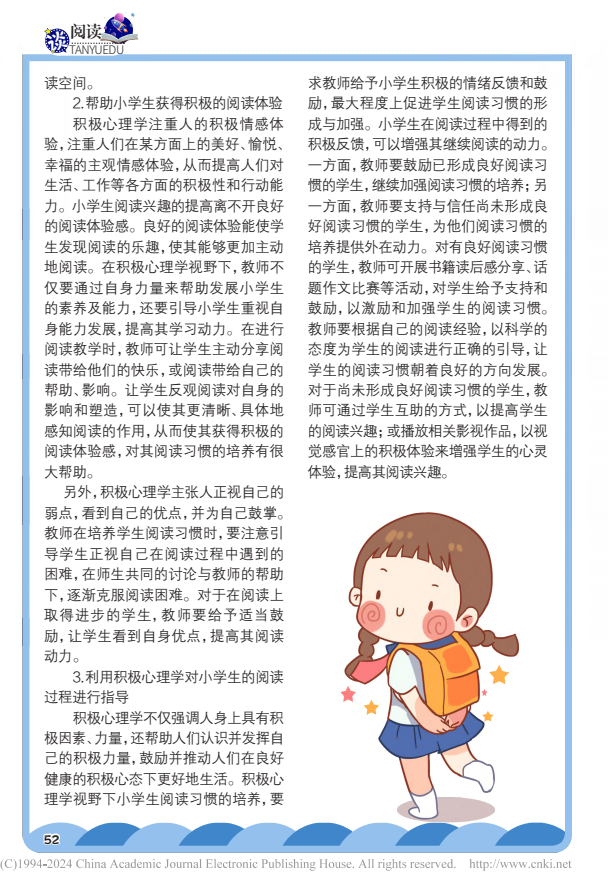 阅读
TANYUEDU
读空间。
2.帮助小学生获得积极的阅读体验
积极心理学注重人的积极情感体
验，注重人们在某方面上的美好、愉悦、
幸福的主观情感体验，从而提高人们对
生活、工作等各方面的积极性和行动能
力。小学生阅读兴趣的提高离不开良好
的阅读体验感。良好的阅读体验能使学
生发现阅读的乐趣，使其能够更加主动
地阅读。在积极心理学视野下，教师不
仅要通过自身力量来帮助发展小学生
的素养及能力，还要引导小学生重视自
身能力发展，提高其学习动力。在进行
阅读教学时，教师可让学生主动分享阅
读带给他们的快乐，或阅读带给自己的
帮助、影响。让学生反观阅读对自身的
影响和塑造，可以使其更清晰、具体地
感知阅读的作用，从而使其获得积极的
阅读体验感，对其阅读习惯的培养有很
大帮助。
另外，积极心理学主张人正视自己的
弱点，看到自己的优点，并为自己鼓掌。
教师在培养学生阅读习惯时，要注意引
导学生正视自己在阅读过程中遇到的
困难，在师生共同的讨论与教师的帮助
下，逐渐克服阅读困难。对于在阅读上
取得进步的学生，教师要给予适当鼓
励，让学生看到自身优点，提高其阅读
动力。
3.利用积极心理学对小学生的阅读
过程进行指导
积极心理学不仅强调人身上具有积
极因素、力量，还帮助人们认识并发挥自
己的积极力量，鼓励并推动人们在良好
健康的积极心态下更好地生活。积极心
理学视野下小学生阅读习惯的培养，要
求教师给予小学生积极的情绪反馈和鼓
励，最大程度上促进学生阅读习惯的形
成与加强。小学生在阅读过程中得到的
积极反馈，可以增强其继续阅读的动力。
一方面，教师要鼓励已形成良好阅读习
惯的学生，继续加强阅读习惯的培养；另
一方面，教师要支持与信任尚未形成良
好阅读习惯的学生，为他们阅读习惯的
培养提供外在动力。对有良好阅读习惯
的学生，教师可开展书籍读后感分享、话
题作文比赛等活动，对学生给予支持和
鼓励，以激励和加强学生的阅读习惯。
教师要根据自己的阅读经验，以科学的
态度为学生的阅读进行正确的引导，让
学生的阅读习惯朝着良好的方向发展。
对于尚未形成良好阅读习惯的学生，教
师可通过学生互助的方式，以提高学生
的阅读兴趣；或播放相关影视作品，以视
觉感官上的积极体验来增强学生的心灵
体验，提高其阅读兴趣。
52
(C)1994-2024 China Academic Journal Electronic Publishing House. All rights reserved. http://www.cnki.net